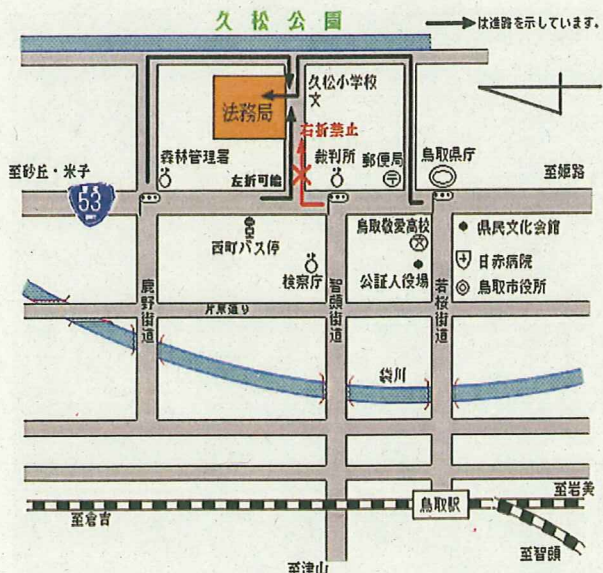 久松公園
は進路を示しています。
久松小学校
文
法務局
右折禁止
森林管理署
裁判所
郵便局
鳥取県庁
至砂丘・米子
左折可能
至姫路
53
西町バス停
鳥取敬愛高校
県民文化会館
検察庁
公証人役場
日赤病院
鳥取市役所
鹿野街道
片原通り
智頭街道
若桜街道
袋川
至岩美
鳥取駅
至倉吉
至智頭
至津山